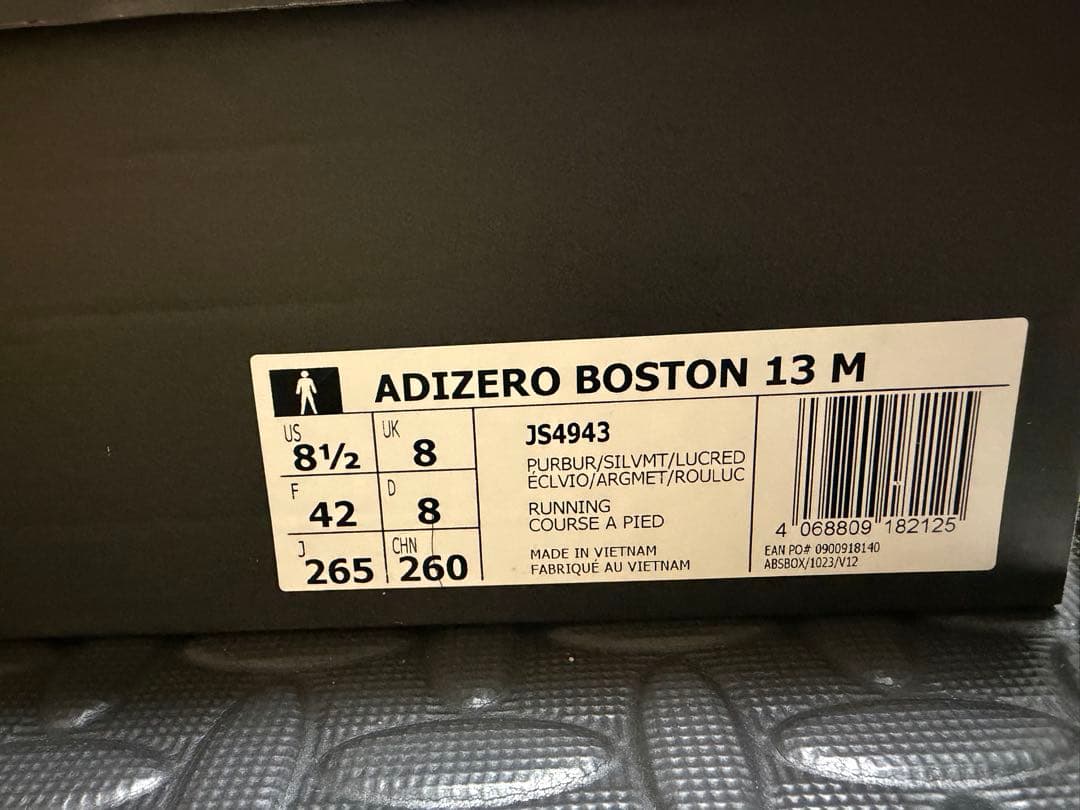 ADIZERO BOSTON 13 M
US 8½ UK 8
F 42 D 8
J 265 CHN 260
JS4943
PURBUR/SILVMT/LUCRED
ÉCLVIO/ARGMET/ROULUC
RUNNING
COURSE A PIED
MADE IN VIETNAM
FABRIQUÉ AU VIETNAM
4 068809 182125
EAN PO# 0900918140
ABSBOX/1023/V12